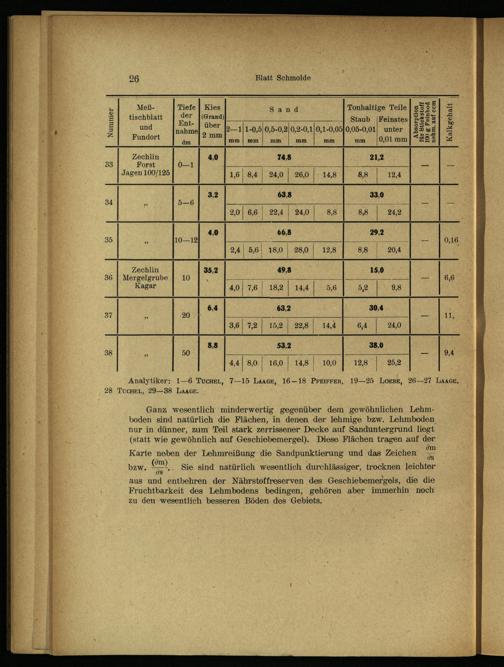 26
Blatt Schmolde
Nummer | Meß-tischblatt und Fundort | Tiefe der Ent-nahme dm | Kies (Grand) über 2 mm | Sand | Tonhaltige Teile | Absorption für Stickstoff 100 g Feinbod. nehm. auf ccm | Kalkgehalt
2—1 mm | 1-0,5 mm | 0,5-0,2 mm | 0,2-0,1 mm | 0,1-0,05 mm | Staub 0,05-0,01 mm | Feinstes unter 0,01 mm
33 | Zechlin Forst Jagen 100/125 | 0—1 | 4.0 | 74.8 | 21,2 | — | —
1,6 | 8,4 | 24,0 | 26,0 | 14,8 | 8,8 | 12,4
34 | „ | 5—6 | 3.2 | 63.8 | 33.0 | — | —
2,0 | 6,6 | 22,4 | 24,0 | 8,8 | 8,8 | 24,2
35 | „ | 10—12 | 4.0 | 66.8 | 29.2 | — | 0,16
2,4 | 5,6 | 18,0 | 28,0 | 12,8 | 8,8 | 20,4
36 | Zechlin Mergelgrube Kagar | 10 | 35,2 | 49.8 | 15.0 | — | 6,6
4,0 | 7,6 | 18,2 | 14,4 | 5,6 | 5,2 | 9,8
37 | „ | 20 | 6.4 | 63.2 | 30.4 | — | 11,
3,6 | 7,2 | 15,2 | 22,8 | 14,4 | 6,4 | 24,0
38 | „ | 50 | 8.8 | 53.2 | 38.0 | — | 9,4
4,4 | 8,0 | 16,0 | 14,8 | 10,0 | 12,8 | 25,2
Analytiker: 1—6 Tuchel, 7—15 Laage, 16—18 Pfeiffer, 19—25 Loebe, 26—27 Laage,
28 Tuchel, 29—38 Laage.
Ganz wesentlich minderwertig gegenüber dem gewöhnlichen Lehm-
boden sind natürlich die Flächen, in denen der lehmige bzw. Lehmboden
nur in dünner, zum Teil stark zerrissener Decke auf Sanduntergrund liegt
(statt wie gewöhnlich auf Geschiebemergel). Diese Flächen tragen auf der
Karte neben der Lehmreißung die Sandpunktierung und das Zeichen ∂m/∂s
bzw. (∂m)/∂s. Sie sind natürlich wesentlich durchlässiger, trocknen leichter
aus und entbehren der Nährstoffreserven des Geschiebemergels, die die
Fruchtbarkeit des Lehmbodens bedingen, gehören aber immerhin noch
zu den wesentlich besseren Böden des Gebiets.